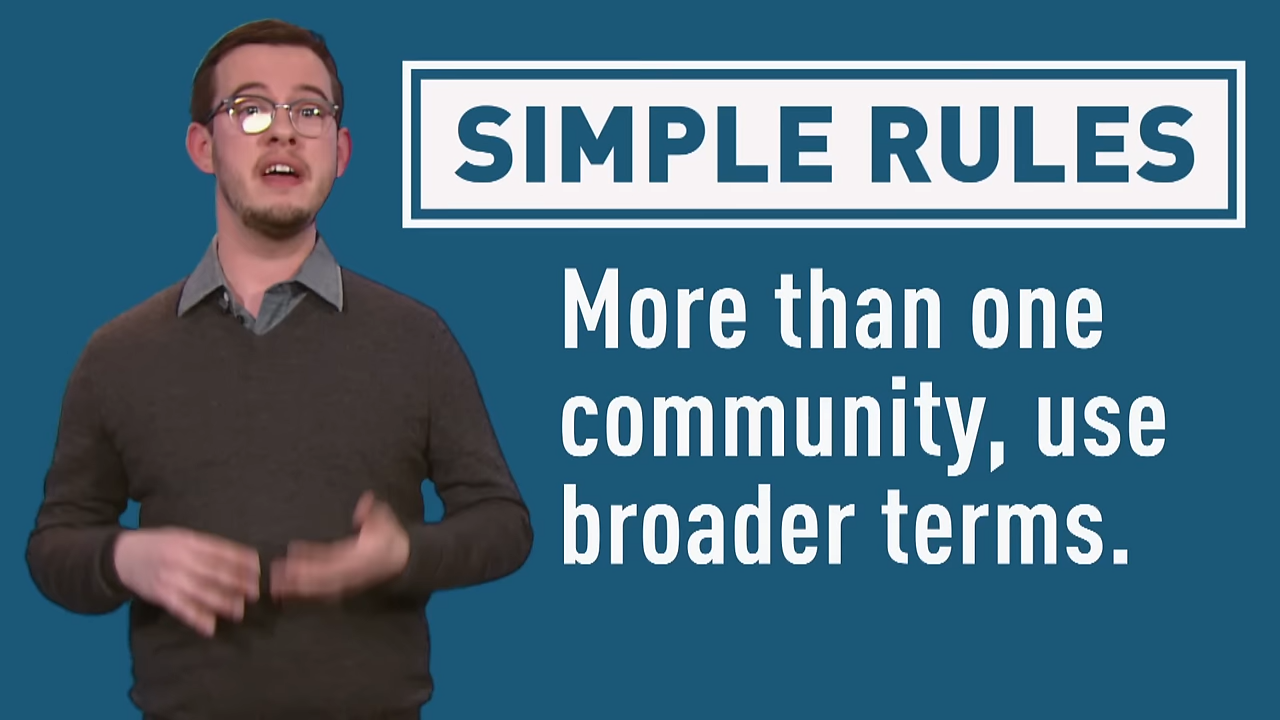 SIMPLE RULES
More than one
community, use
broader terms.